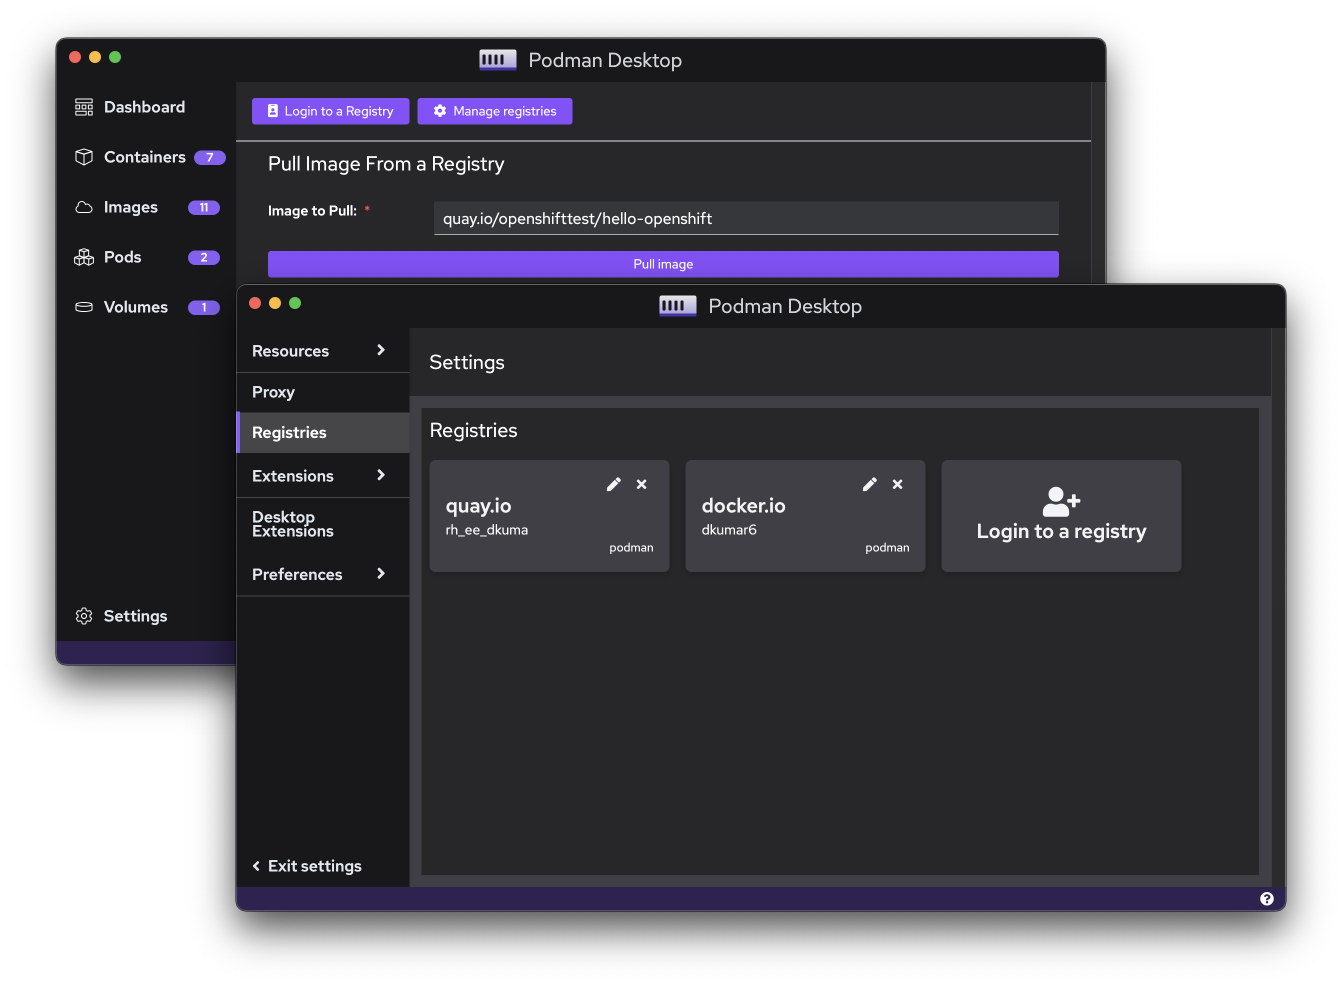 Podman Desktop
Dashboard
Containers 7
Images 11
Pods 2
Volumes 1
Settings
Login to a Registry
Manage registries
Pull Image From a Registry
Image to Pull: *
quay.io/openshifttest/hello-openshift
Pull image
Podman Desktop
Resources
Proxy
Registries
Extensions
Desktop
Extensions
Preferences
Exit settings
Settings
Registries
quay.io
rh_ee_dkuma
podman
docker.io
dkumar6
podman
Login to a registry
?